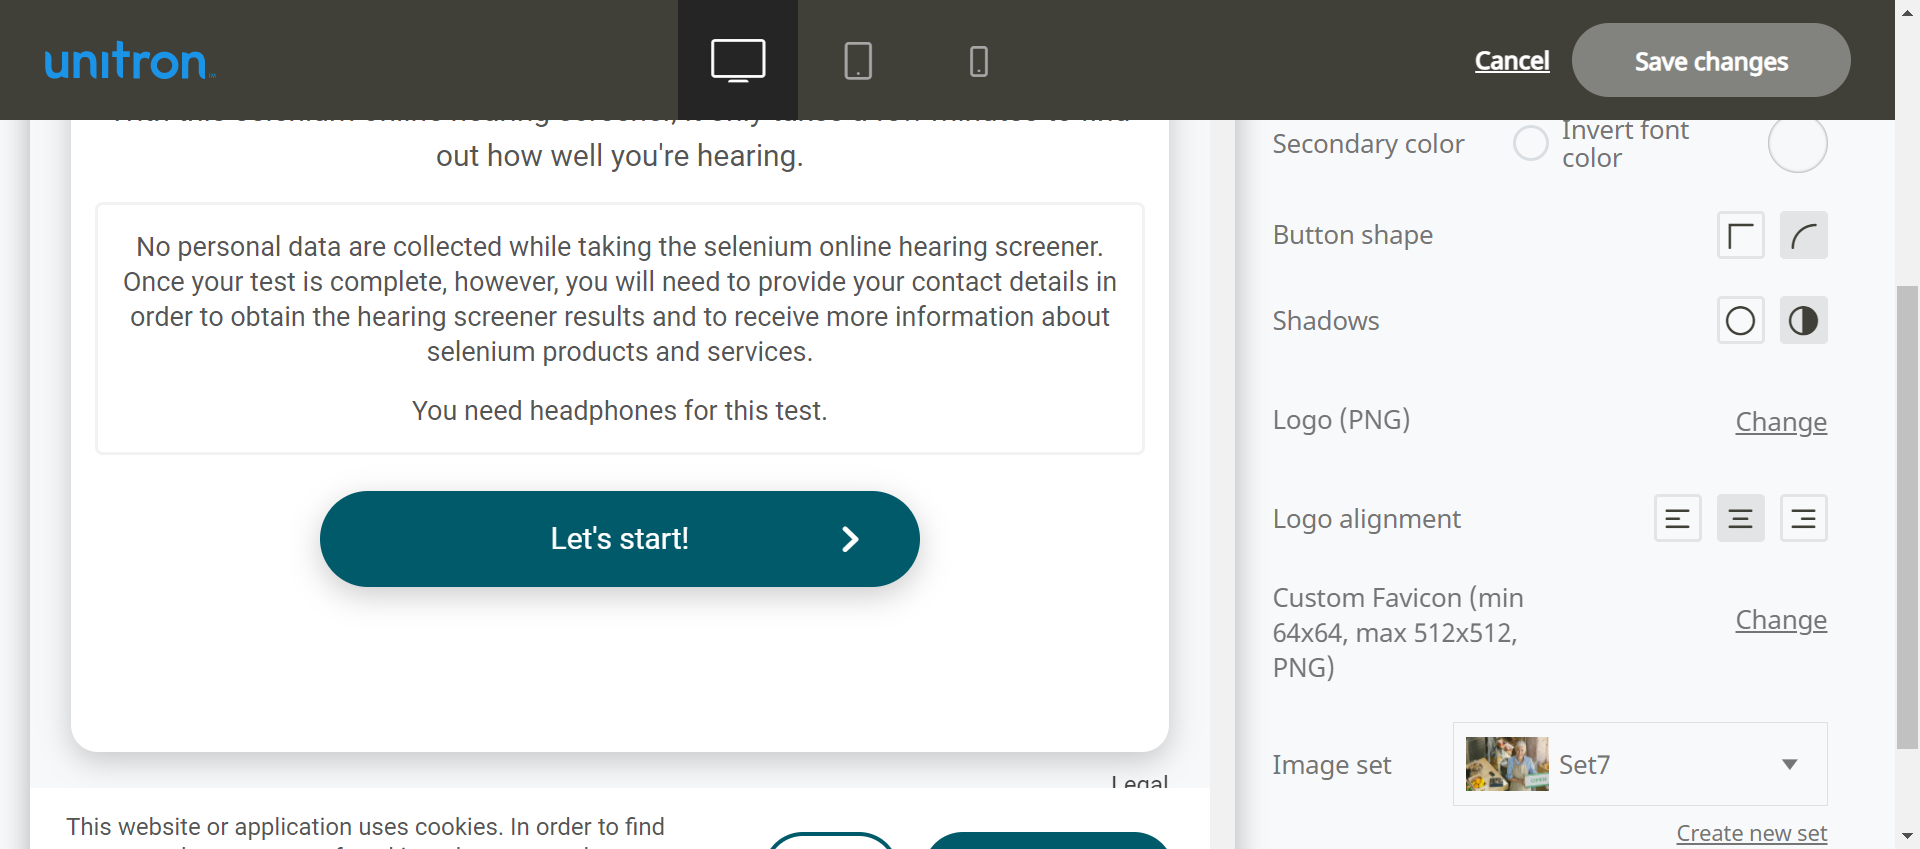 unitron
Cancel
Save changes
out how well you're hearing.
No personal data are collected while taking the selenium online hearing screener.
Once your test is complete, however, you will need to provide your contact details in
order to obtain the hearing screener results and to receive more information about
selenium products and services.
You need headphones for this test.
Let's start!
Legal
This website or application uses cookies. In order to find
Secondary color
Invert font
color
Button shape
Shadows
Logo (PNG)
Change
Logo alignment
Custom Favicon (min
64x64, max 512x512,
PNG)
Change
Image set
Set7
Create new set